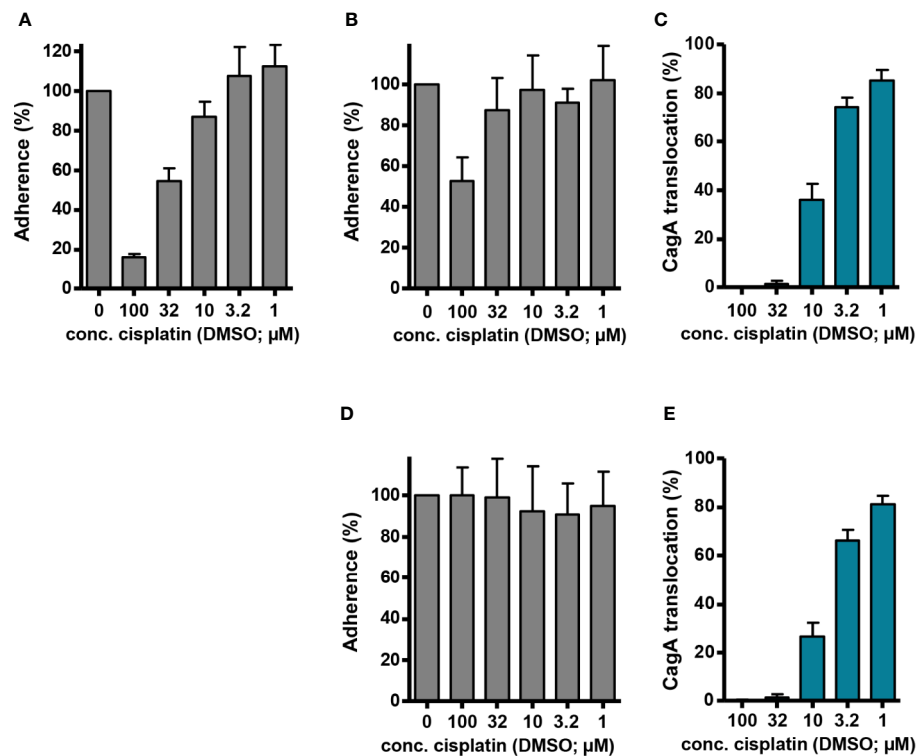 A
Adherence (%)
120
100
80
60
40
20
0
0 100 32 10 3.2 1
conc. cisplatin (DMSO; µM)
B
Adherence (%)
100
80
60
40
20
0
0 100 32 10 3.2 1
conc. cisplatin (DMSO; µM)
C
CagA translocation (%)
100
80
60
40
20
0
100 32 10 3.2 1
conc. cisplatin (DMSO; µM)
D
Adherence (%)
100
80
60
40
20
0
0 100 32 10 3.2 1
conc. cisplatin (DMSO; µM)
E
CagA translocation (%)
100
80
60
40
20
0
100 32 10 3.2 1
conc. cisplatin (DMSO; µM)